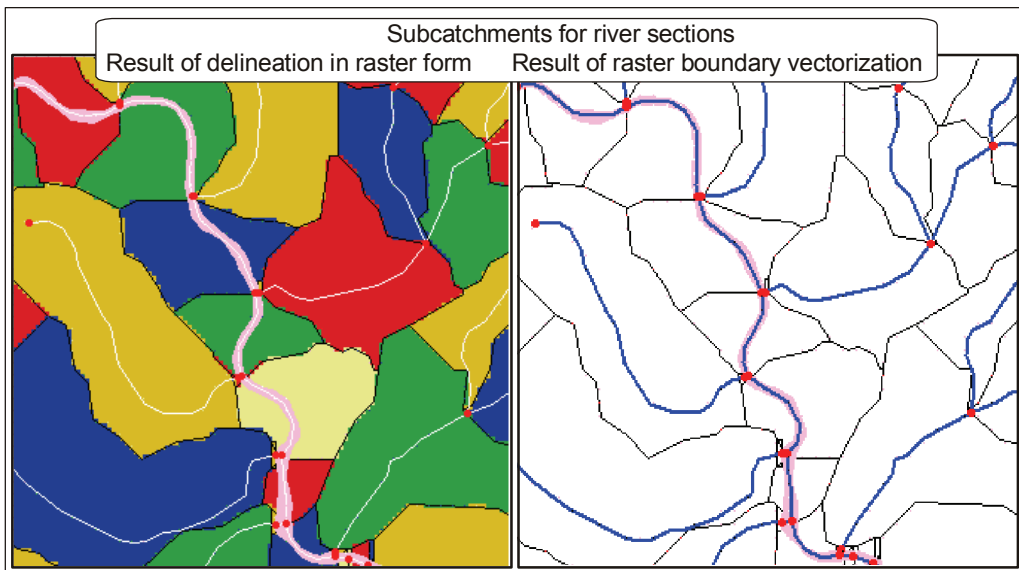 Subcatchments for river sections
Result of delineation in raster form Result of raster boundary vectorization